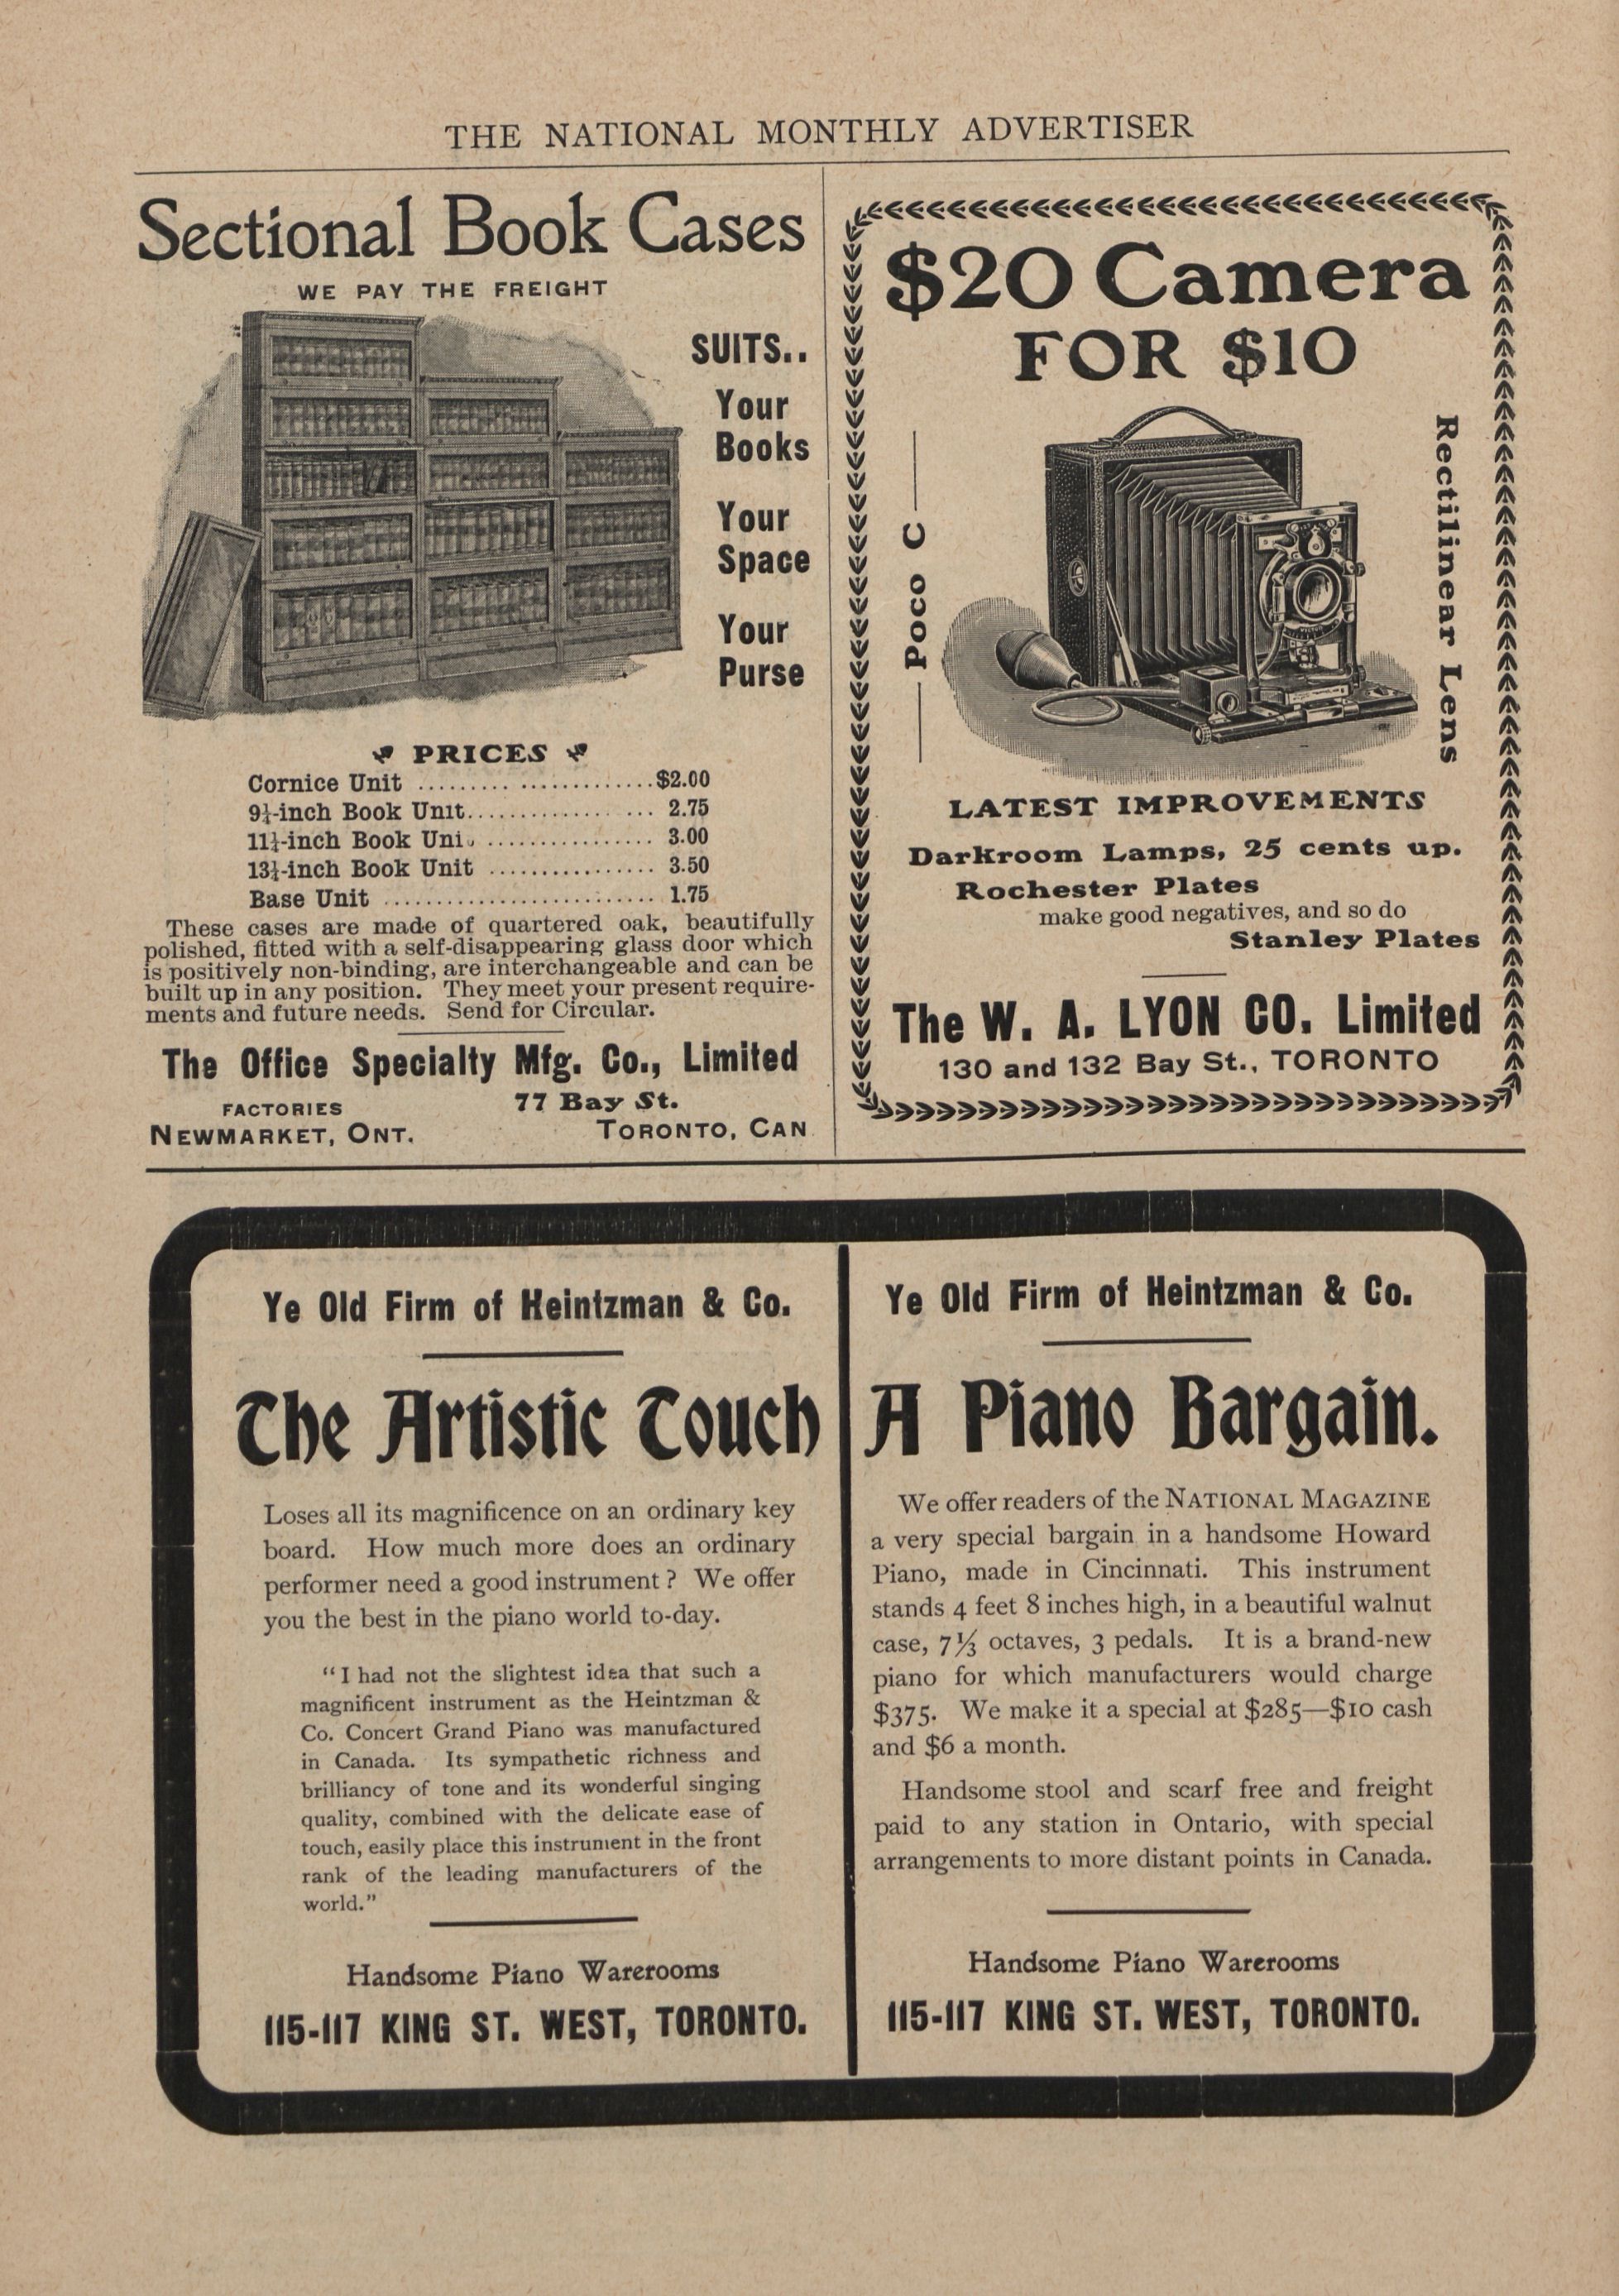 THE NATIONAL MONTHLY ADVERTISER
Sectional Book Cases
WE PAY THE FREIGHT
SUITS..
Your
Books
Your
Space
Your
Purse
PRICES
Cornice Unit ......... .............$2.00
9¼-inch Book Unit............... ... 2.75
11¼-inch Book Uni. ................ 3.00
13¼-inch Book Unit ................ 3.50
Base Unit .......................... 1.75
These cases are made of quartered oak, beautifully
polished, fitted with a self-disappearing glass door which
is positively non-binding, are interchangeable and can be
built up in any position. They meet your present require-
ments and future needs. Send for Circular.
The Office Specialty Mfg. Co., Limited
FACTORIES
NEWMARKET, ONT.
77 Bay St.
TORONTO, CAN
$20 Camera
FOR $10
Poco C
Rectilinear Lens
LATEST IMPROVEMENTS
Darkroom Lamps, 25 cents up.
Rochester Plates
make good negatives, and so do
Stanley Plates
The W. A. LYON CO. Limited
130 and 132 Bay St., TORONTO
Ye Old Firm of Heintzman & Co.
The Artistic Touch
Loses all its magnificence on an ordinary key
board. How much more does an ordinary
performer need a good instrument? We offer
you the best in the piano world to-day.
"I had not the slightest idea that such a
magnificent instrument as the Heintzman &
Co. Concert Grand Piano was manufactured
in Canada. Its sympathetic richness and
brilliancy of tone and its wonderful singing
quality, combined with the delicate ease of
touch, easily place this instrument in the front
rank of the leading manufacturers of the
world."
Handsome Piano Warerooms
115-117 KING ST. WEST, TORONTO.
Ye Old Firm of Heintzman & Co.
A Piano Bargain.
We offer readers of the NATIONAL MAGAZINE
a very special bargain in a handsome Howard
Piano, made in Cincinnati. This instrument
stands 4 feet 8 inches high, in a beautiful walnut
case, 7⅓ octaves, 3 pedals. It is a brand-new
piano for which manufacturers would charge
$375. We make it a special at $285—$10 cash
and $6 a month.
Handsome stool and scarf free and freight
paid to any station in Ontario, with special
arrangements to more distant points in Canada.
Handsome Piano Warerooms
115-117 KING ST. WEST, TORONTO.